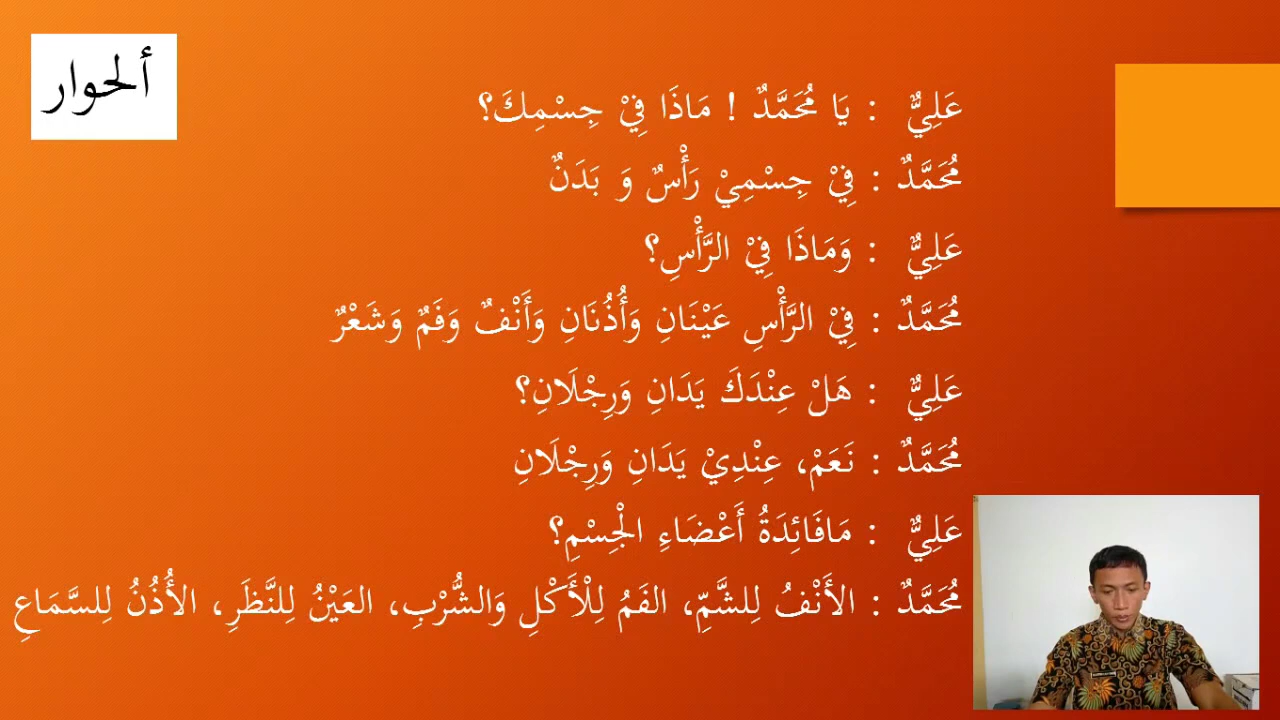 ألحوار
عَلِيٌّ : يَا مُحَمَّدٌ ! مَاذَا فِيْ جِسْمِكَ؟
مُحَمَّدٌ : فِيْ جِسْمِيْ رَأْسٌ وَ بَدَنٌ
عَلِيٌّ : وَمَاذَا فِيْ الرَّأْسِ؟
مُحَمَّدٌ : فِيْ الرَّأْسِ عَيْنَانِ وَأُذُنَانِ وَأَنْفٌ وَفَمٌ وَشَعْرٌ
عَلِيٌّ : هَلْ عِنْدَكَ يَدَانِ وَرِجْلَانِ؟
مُحَمَّدٌ : نَعَمْ، عِنْدِيْ يَدَانِ وَرِجْلَانِ
عَلِيٌّ : مَافَائِدَةُ أَعْضَاءِ الْجِسْمِ؟
مُحَمَّدٌ : الأَنْفُ لِلشَّمِّ، الفَمُ لِلْأَكْلِ وَالشُّرْبِ، العَيْنُ لِلنَّظَرِ، الأُذُنُ لِلسَّمَاعِ